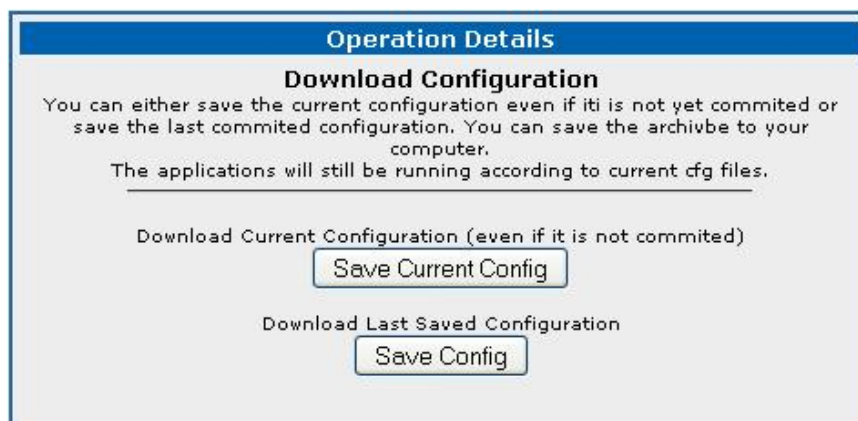 Operation Details
Download Configuration
You can either save the current configuration even if iti is not yet commited or
save the last commited configuration. You can save the archivbe to your
computer.
The applications will still be running according to current cfg files.
Download Current Configuration (even if it is not commited)
Save Current Config
Download Last Saved Configuration
Save Config